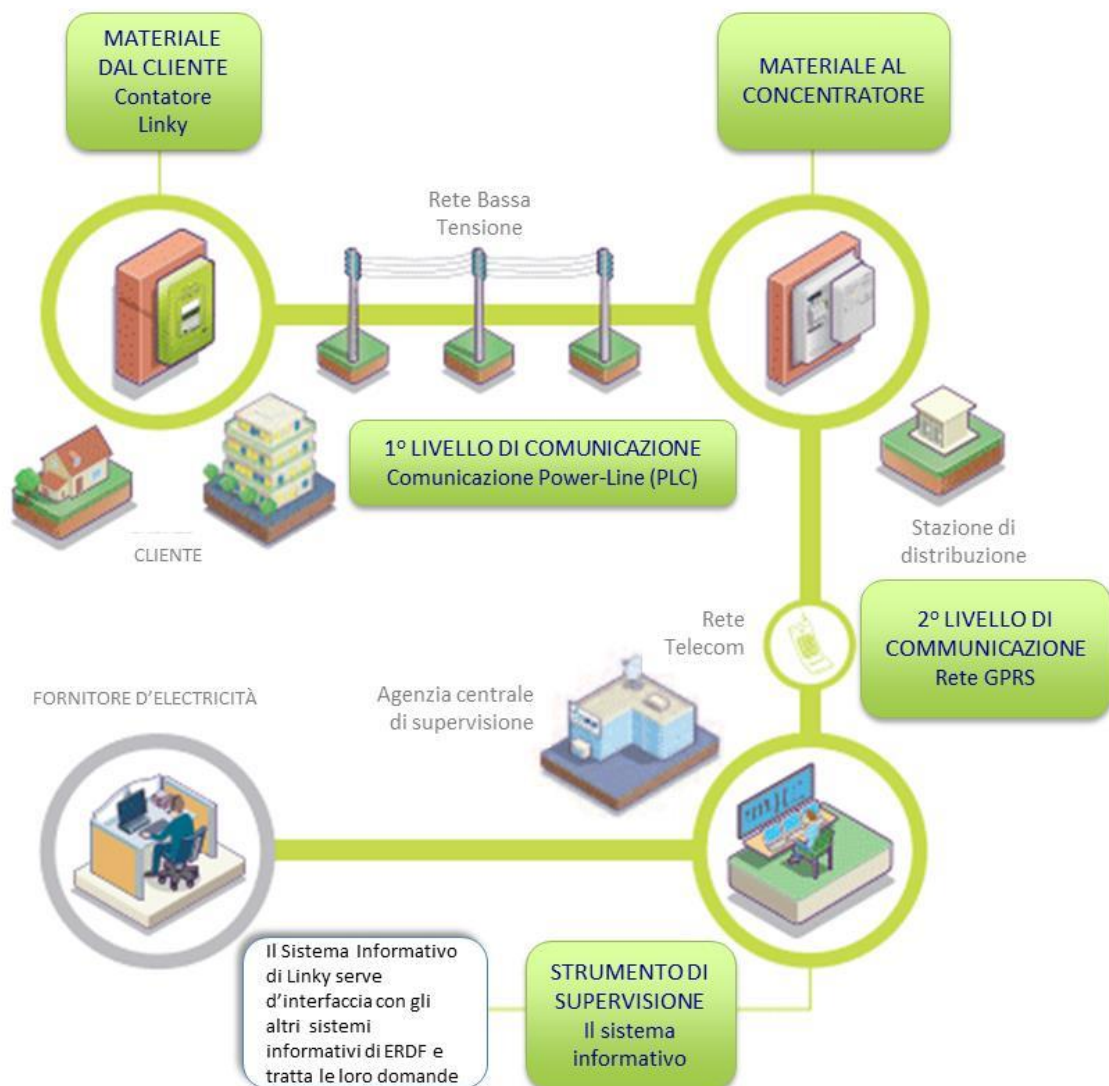 MATERIALE
DAL CLIENTE
Contatore
Linky
MATERIALE AL
CONCENTRATORE
Rete Bassa
Tensione
1º LIVELLO DI COMUNICAZIONE
Comunicazione Power-Line (PLC)
CLIENTE
Stazione di
distribuzione
Rete
Telecom
2º LIVELLO DI
COMMUNICAZIONE
Rete GPRS
Agenzia centrale
di supervisione
FORNITORE D’ELECTRICITÀ
Il Sistema Informativo
di Linky serve
d’interfaccia con gli
altri sistemi
informativi di ERDF e
tratta le loro domande
STRUMENTO DI
SUPERVISIONE
Il sistema
informativo